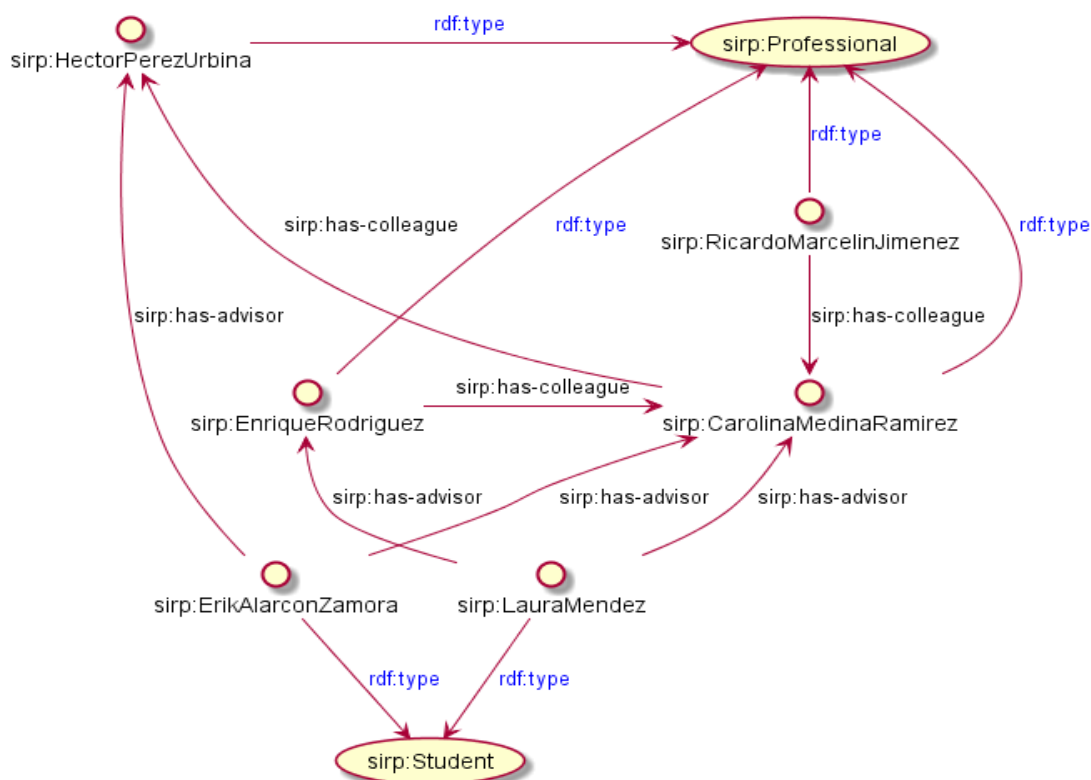 rdf:type
sirp:Professional
sirp:HectorPerezUrbina
rdf:type
sirp:has-colleague
rdf:type
rdf:type
sirp:RicardoMarcelinJimenez
sirp:has-advisor
sirp:has-colleague
sirp:has-colleague
sirp:EnriqueRodriguez
sirp:CarolinaMedinaRamirez
sirp:has-advisor
sirp:has-advisor
sirp:has-advisor
sirp:ErikAlarconZamora
sirp:LauraMendez
rdf:type
rdf:type
sirp:Student